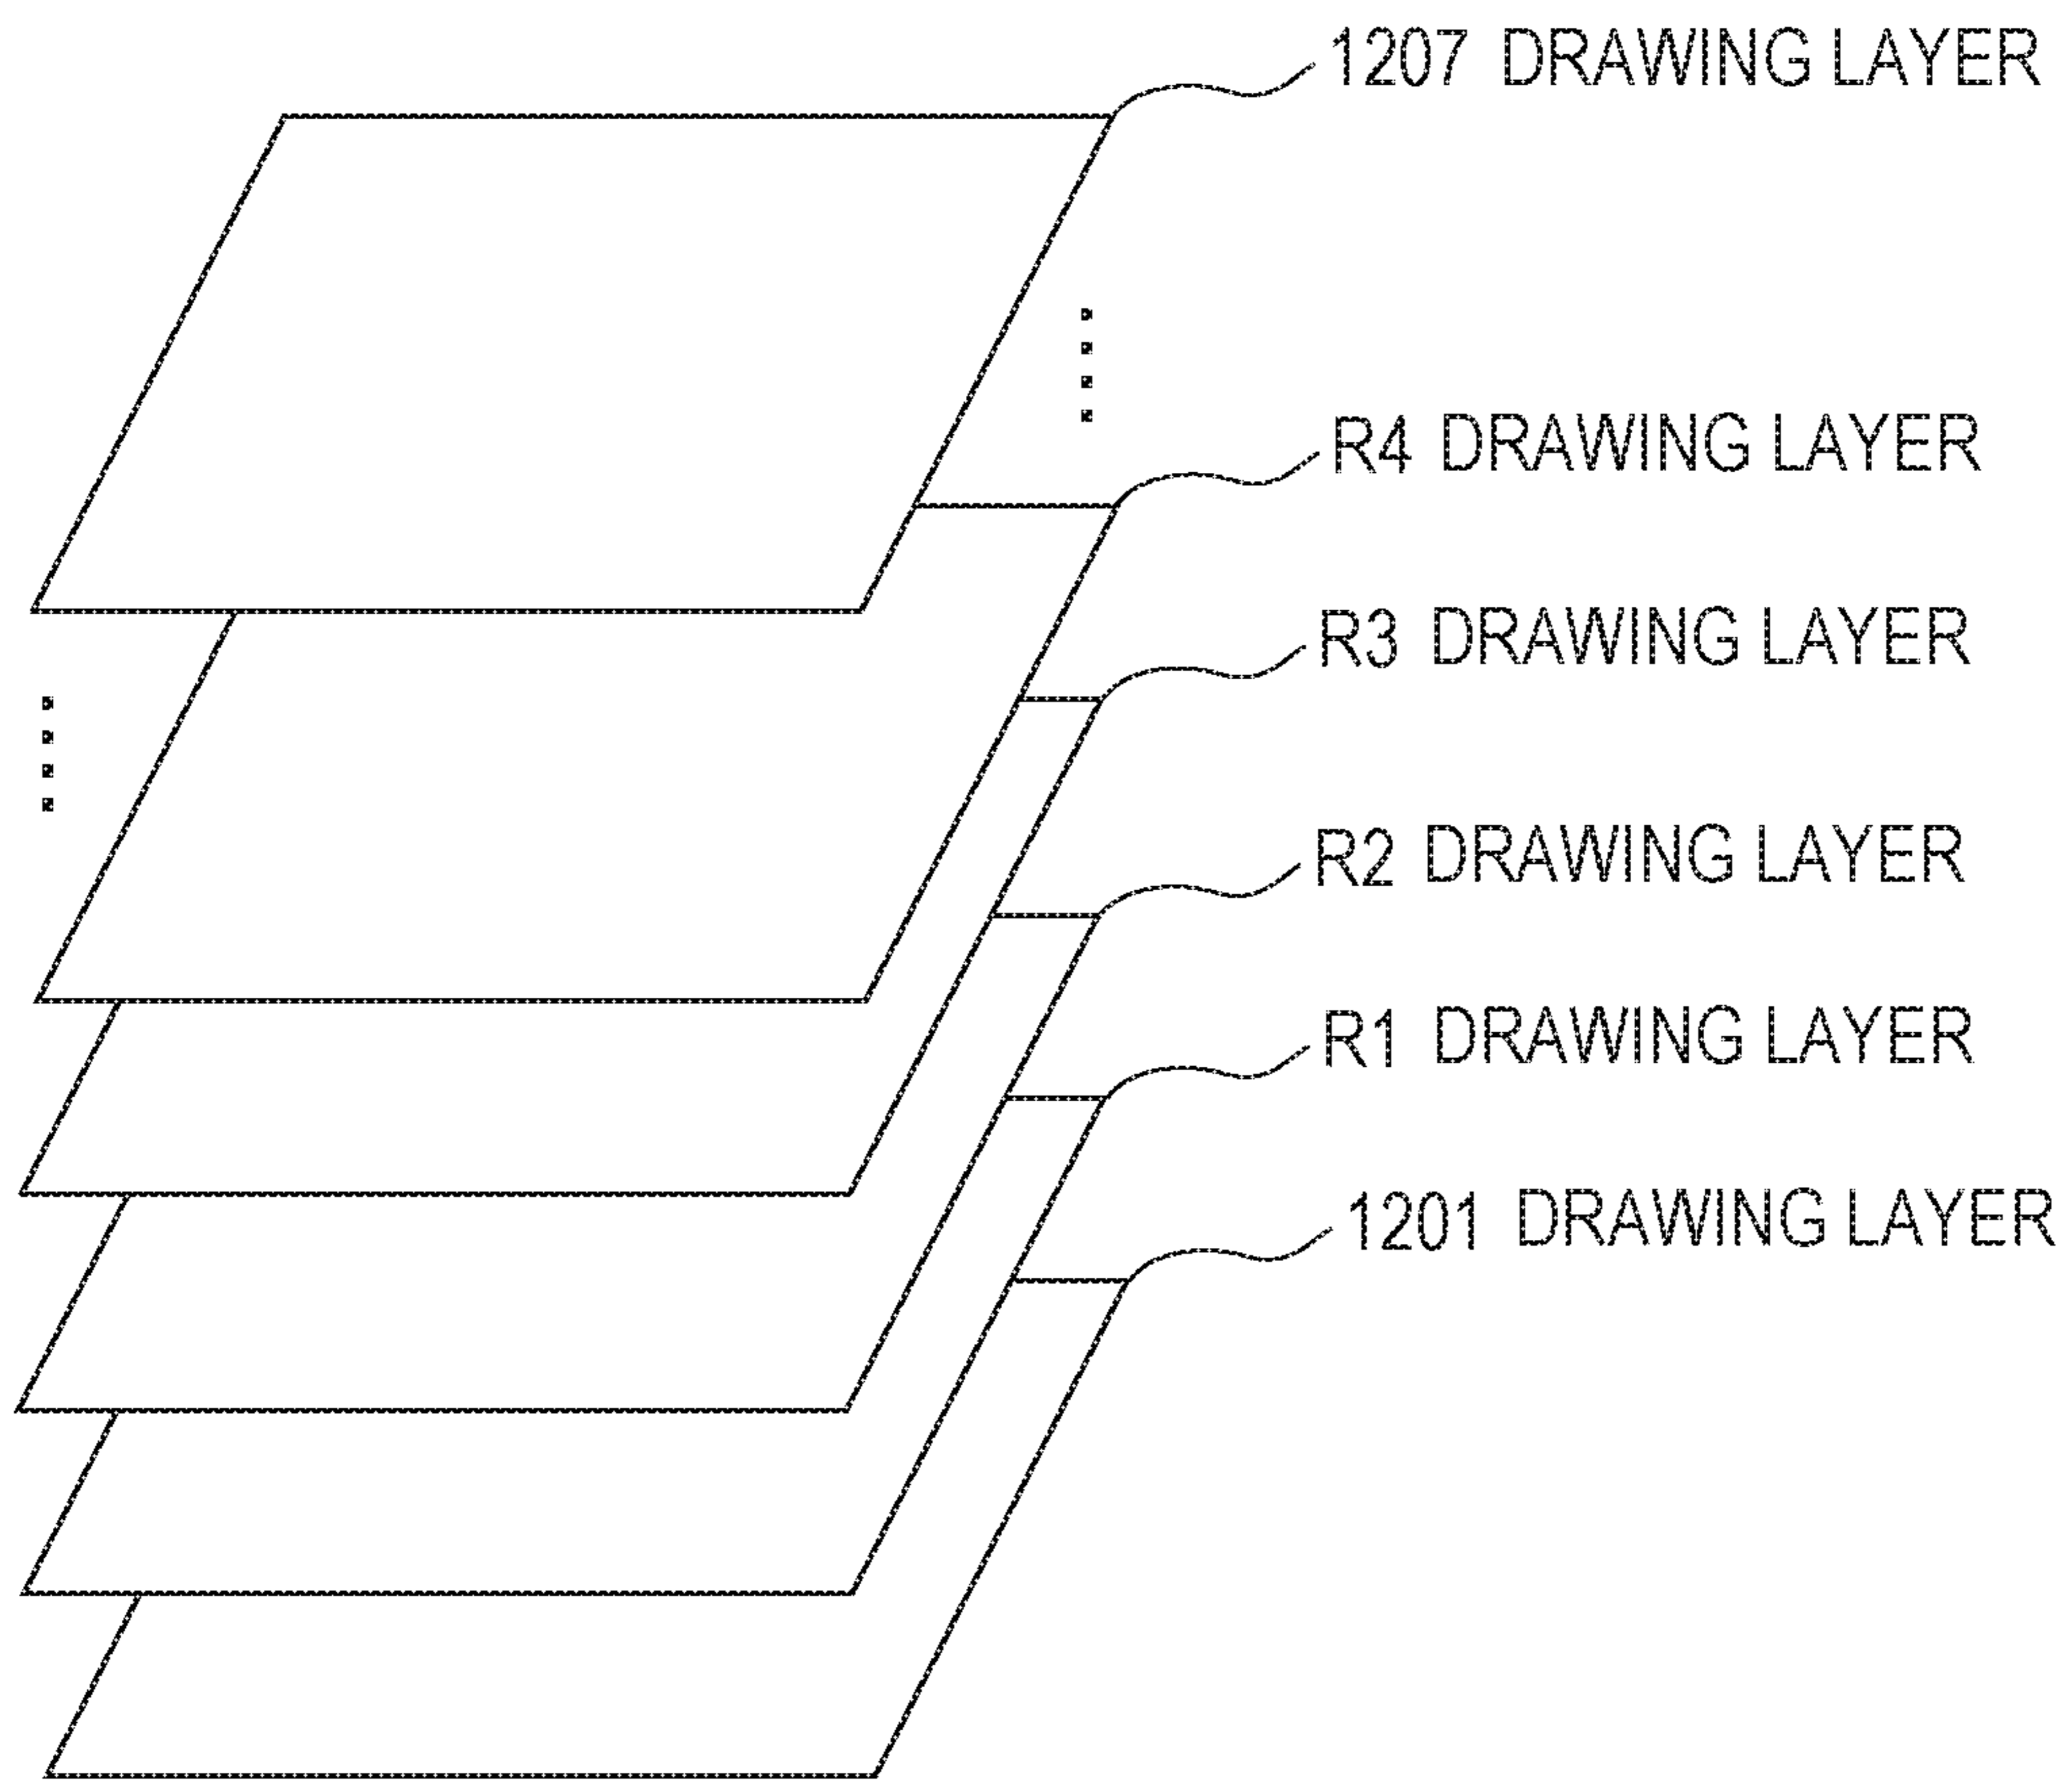 1207 DRAWING LAYER
R4 DRAWING LAYER
R3 DRAWING LAYER
R2 DRAWING LAYER
R1 DRAWING LAYER
1201 DRAWING LAYER